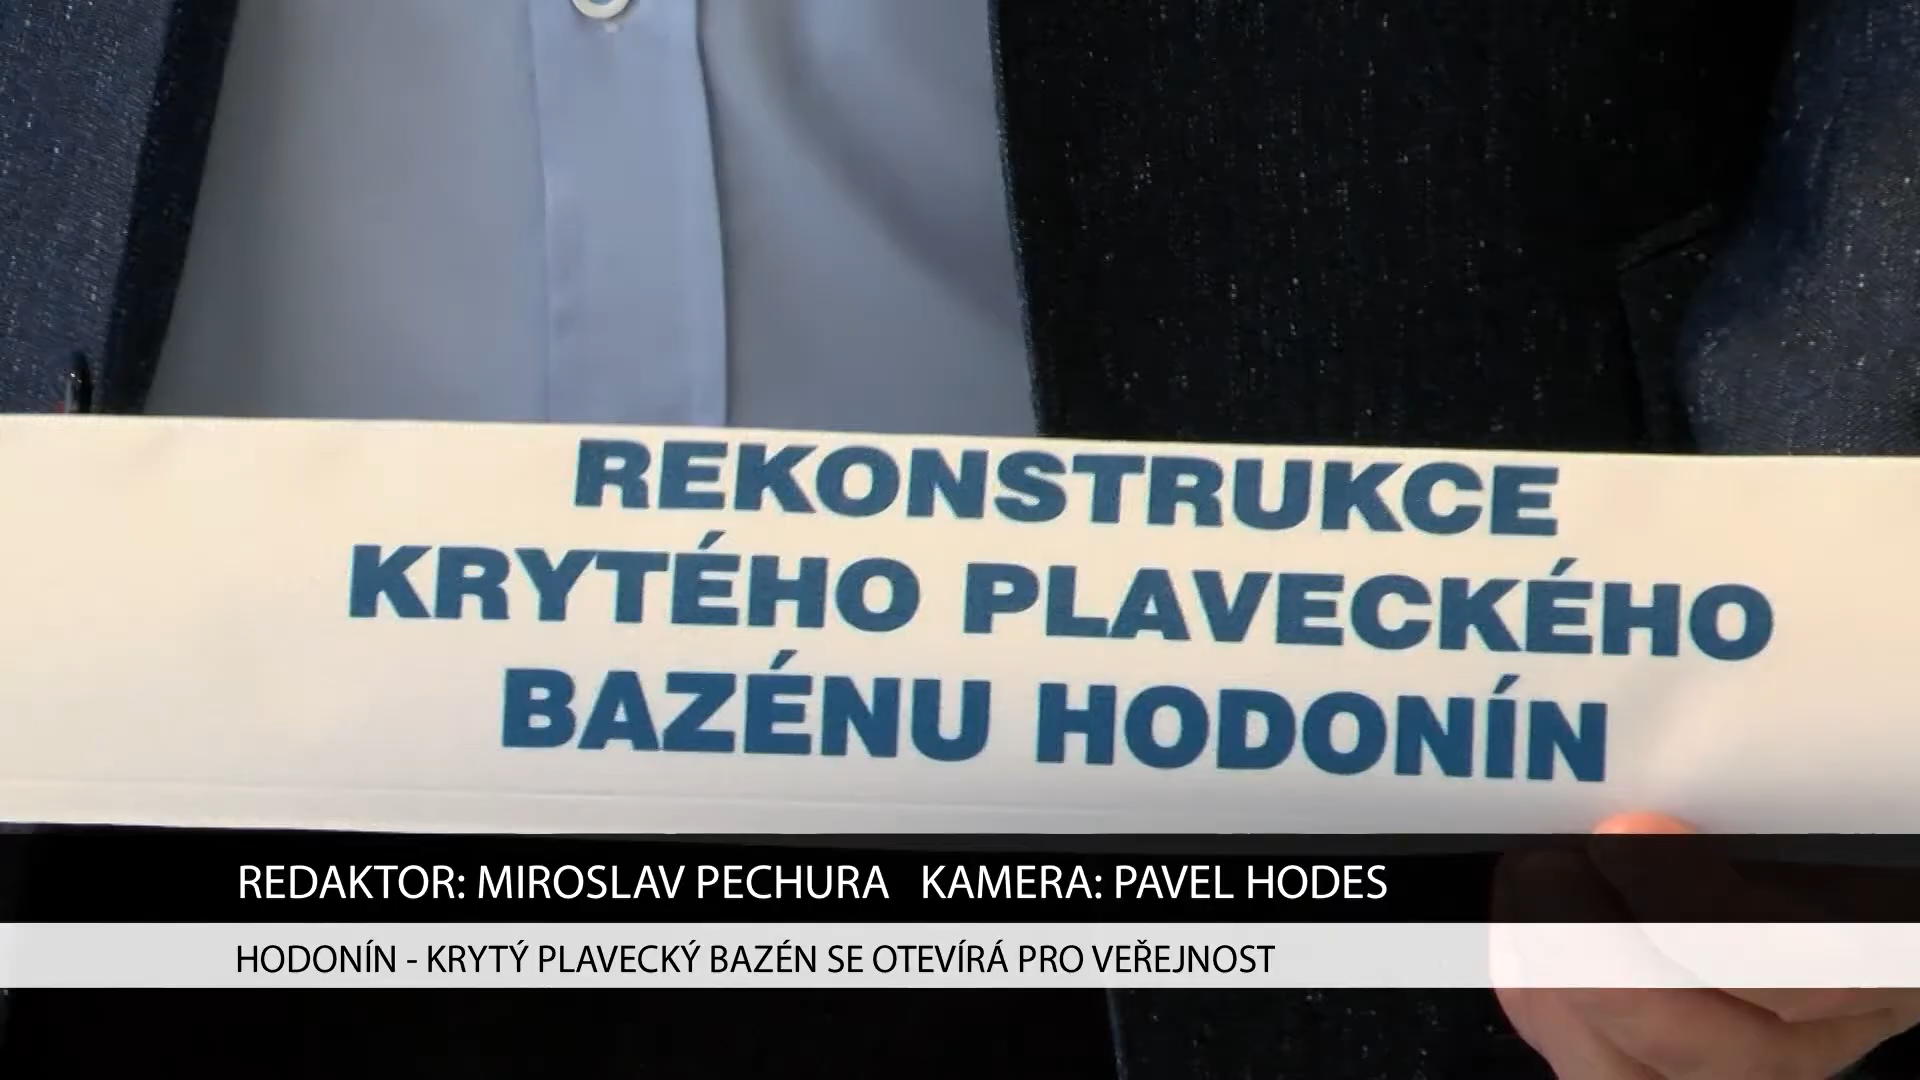 REKONSTRUKCE
KRYTÉHO PLAVECKÉHO
BAZÉNU HODONÍN
REDAKTOR: MIROSLAV PECHURA KAMERA: PAVEL HODES
HODONÍN - KRYTÝ PLAVECKÝ BAZÉN SE OTEVÍRÁ PRO VEŘEJNOST